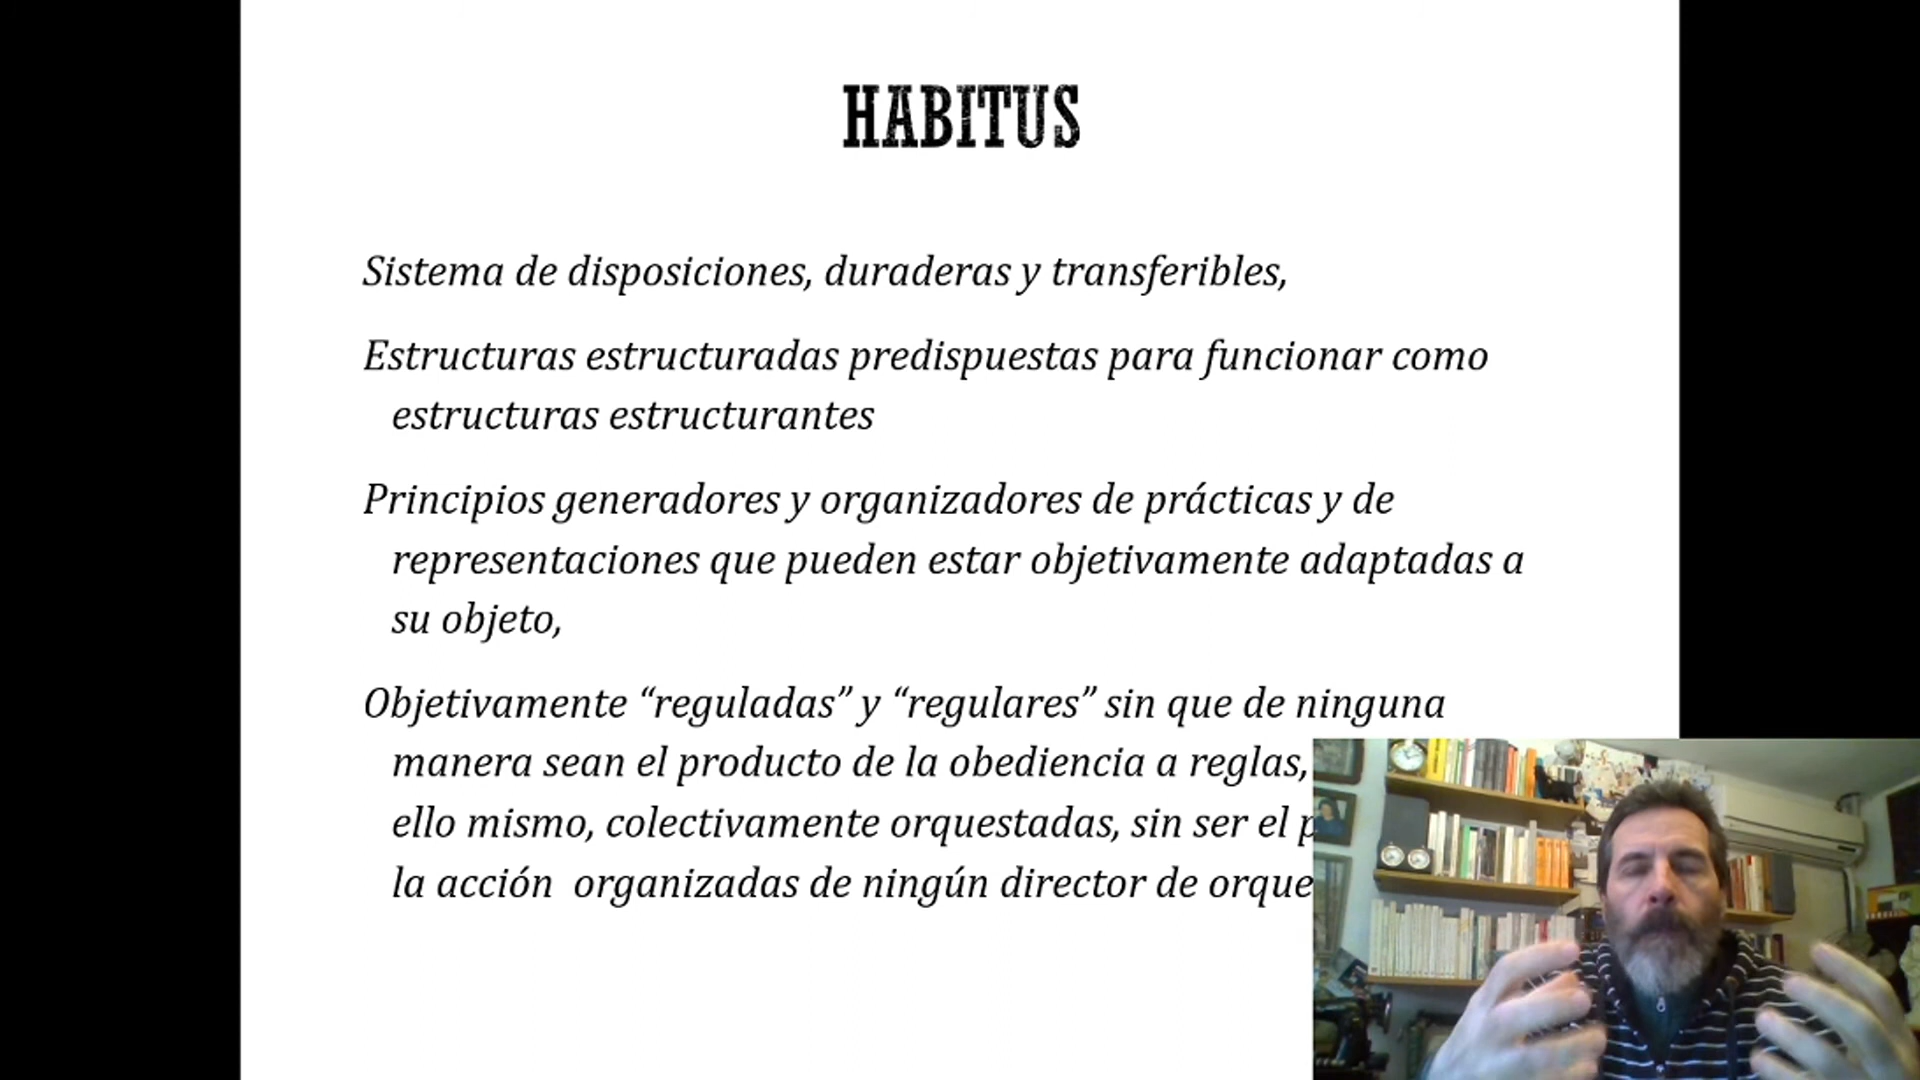 HABITUS
Sistema de disposiciones, duraderas y transferibles,
Estructuras estructuradas predispuestas para funcionar como
estructuras estructurantes
Principios generadores y organizadores de prácticas y de
representaciones que pueden estar objetivamente adaptadas a
su objeto,
Objetivamente “reguladas” y “regulares” sin que de ninguna
manera sean el producto de la obediencia a reglas,
ello mismo, colectivamente orquestadas, sin ser el
la acción organizadas de ningún director de